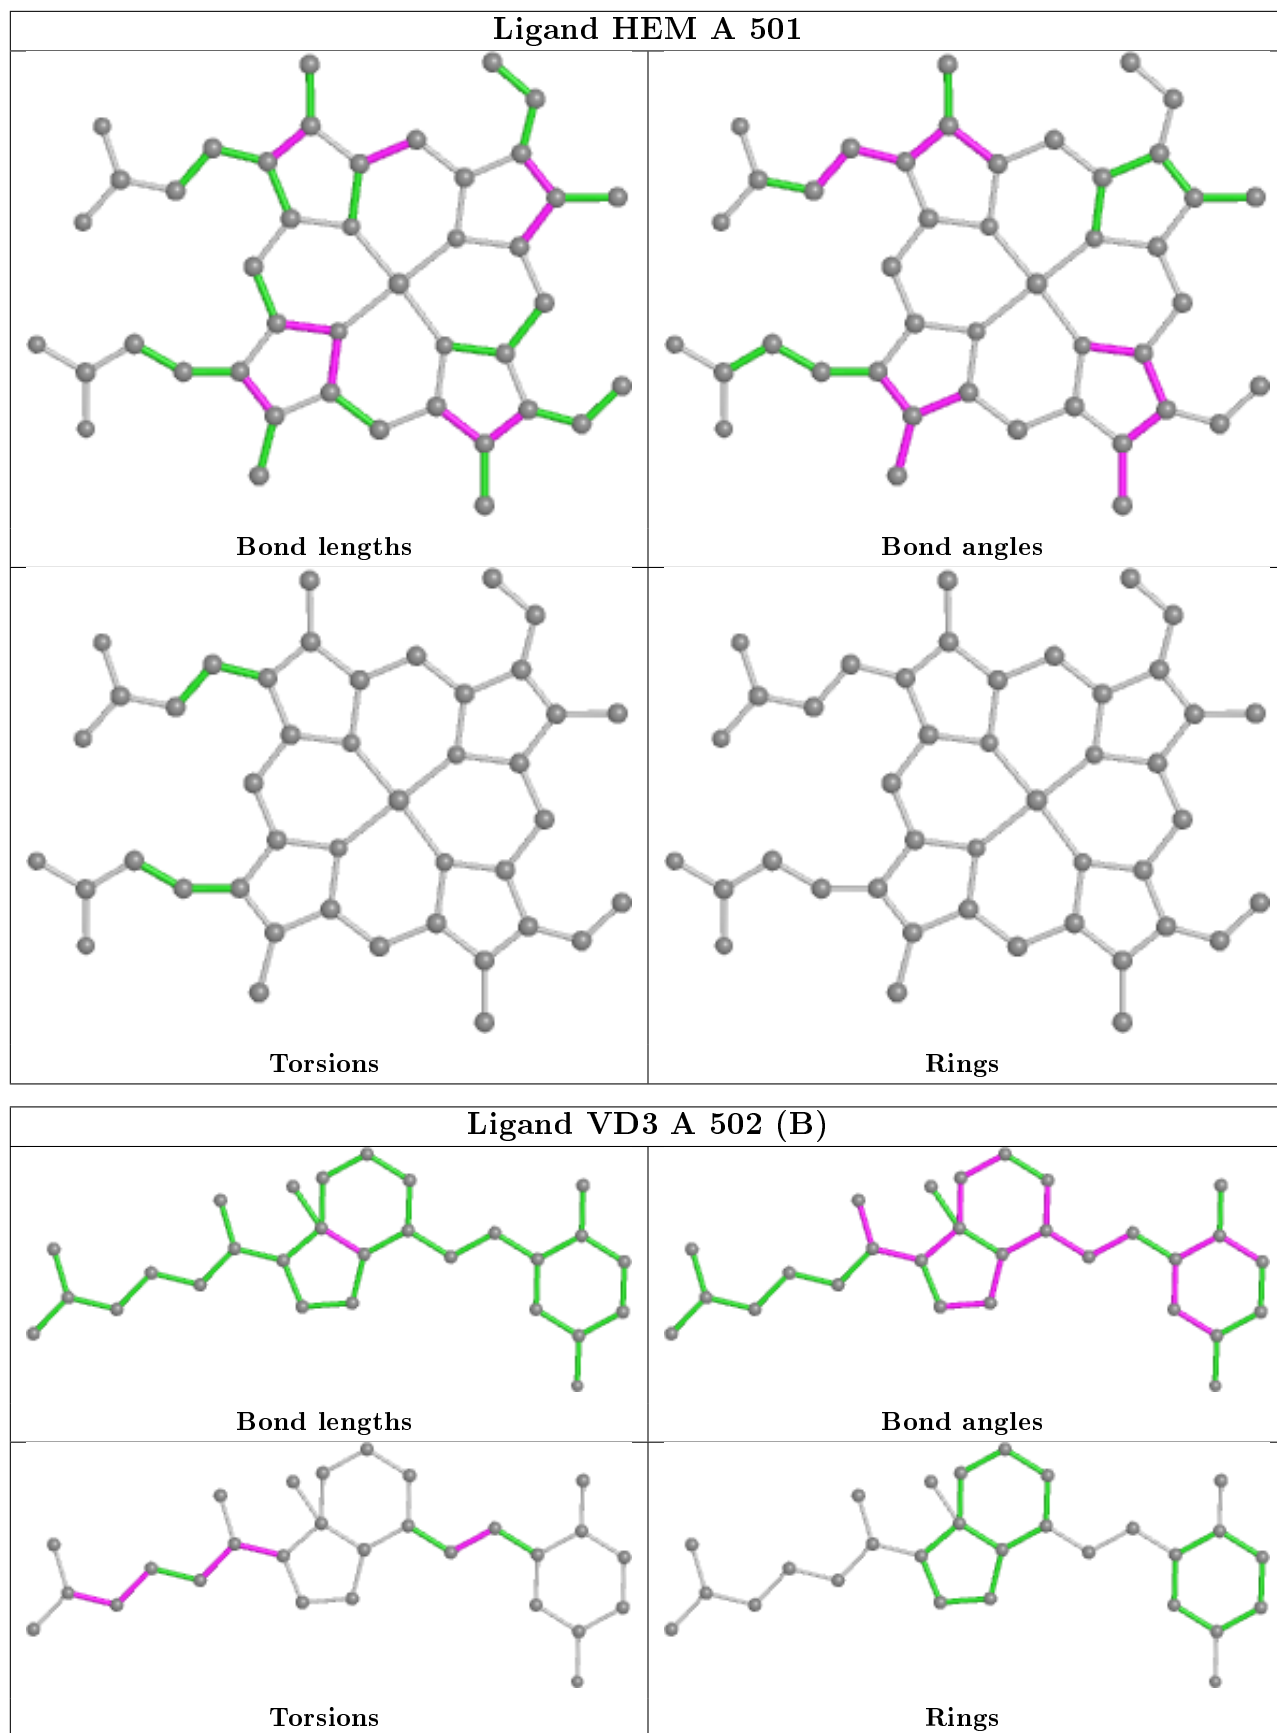 Ligand HEM A 501
Bond lengths
Bond angles
Torsions
Rings
Ligand VD3 A 502 (B)
Bond lengths
Bond angles
Torsions
Rings